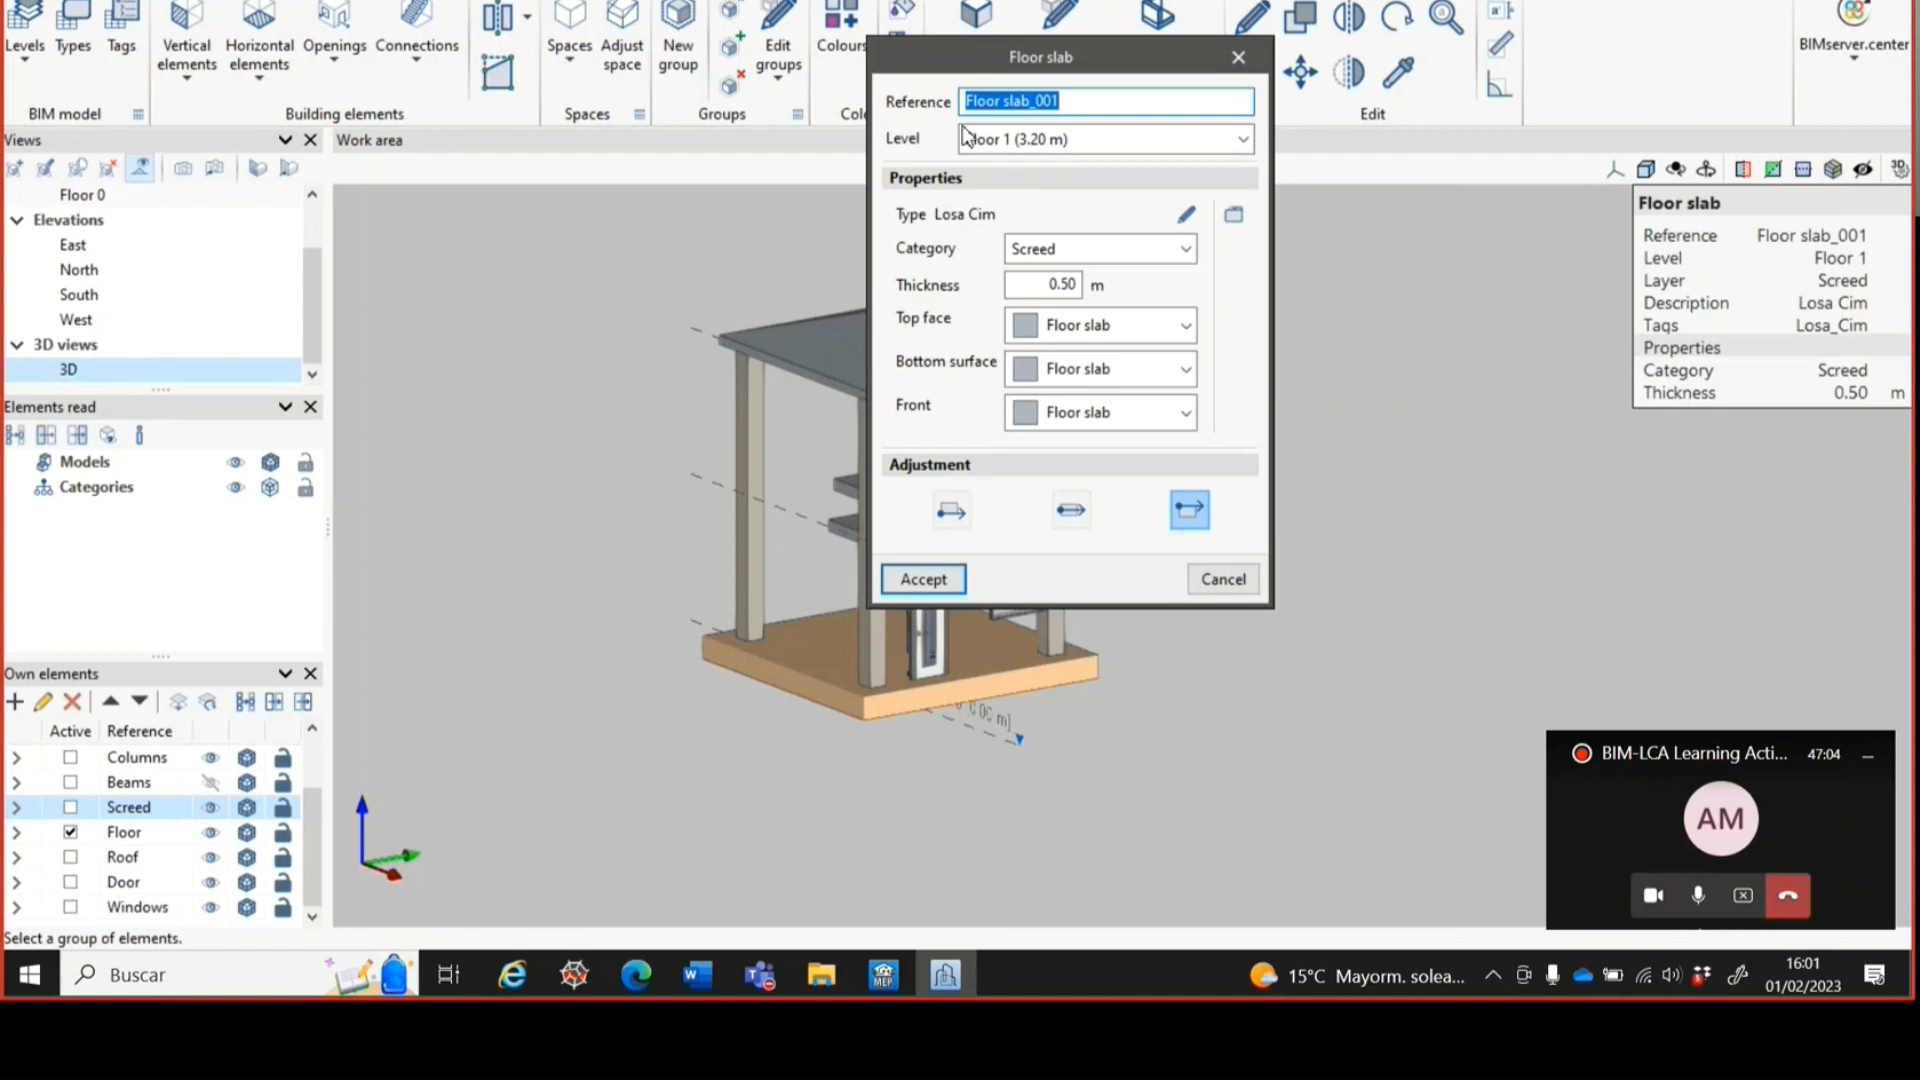 Levels
Types
Tags
Vertical
elements
Horizontal
elements
Openings
Connections
Spaces
Adjust
space
New
group
Edit
groups
Colours
BIMserver.center
BIM model
Building elements
Spaces
Groups
Edit
Views
Work area
Floor 0
Elevations
East
North
South
West
3D views
3D
Elements read
Models
Categories
Own elements
Active Reference
Columns
Beams
Screed
Floor
Roof
Door
Windows
Select a group of elements.
Floor slab
Reference Floor slab_001
Level oor 1 (3.20 m)
Properties
Type Losa Cim
Category Screed
Thickness 0.50 m
Top face Floor slab
Bottom surface Floor slab
Front Floor slab
Adjustment
Accept Cancel
Floor slab
Reference Floor slab_001
Level Floor 1
Layer Screed
Description Losa Cim
Tags Losa_Cim
Properties
Category Screed
Thickness 0.50 m
BIM-LCA Learning Acti... 47:04
AM
Buscar
MEP
15°C Mayorm. solea...
16:01
01/02/2023